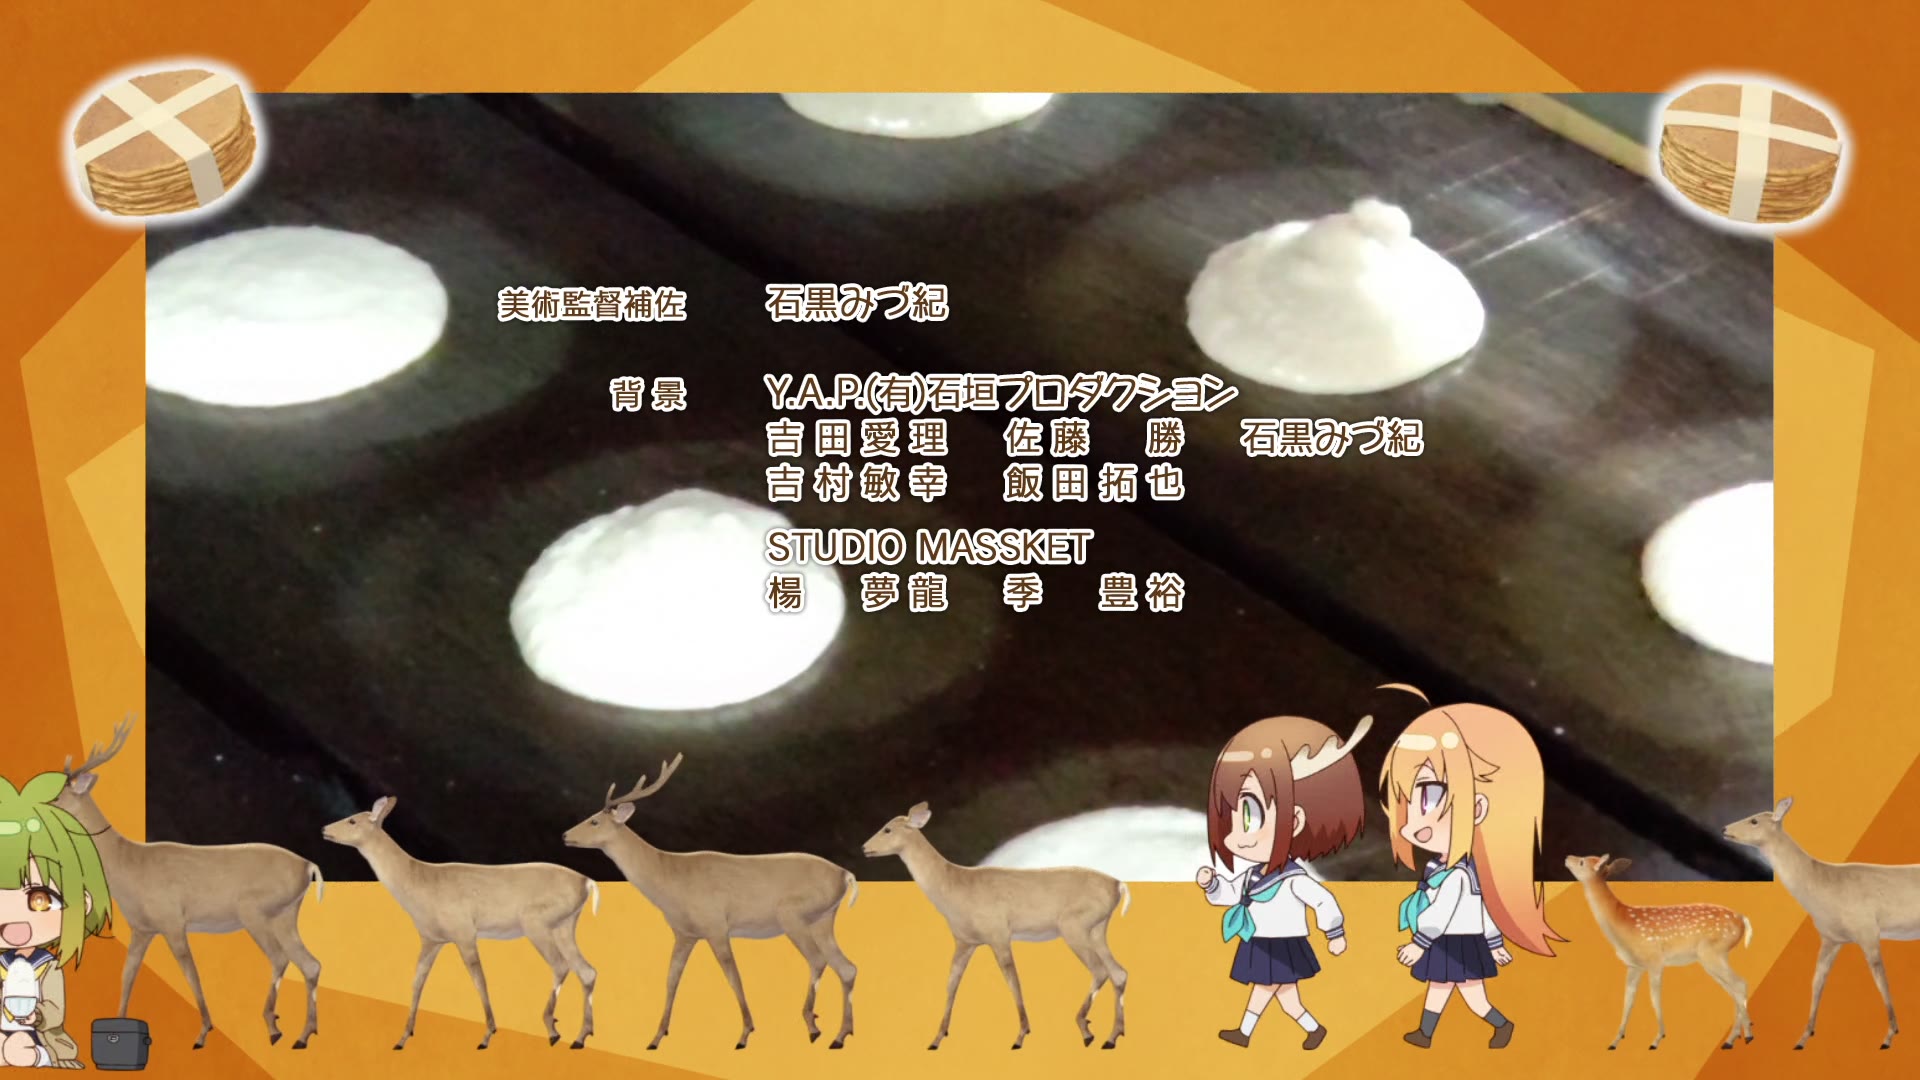 美術監督補佐 石黒みづ紀
背景 Y.A.P.(有)石垣プロダクション
吉田愛理 佐藤 勝 石黒みづ紀
吉村敏幸 飯田拓也
STUDIO MASSKET
楊 夢龍 季 豊裕